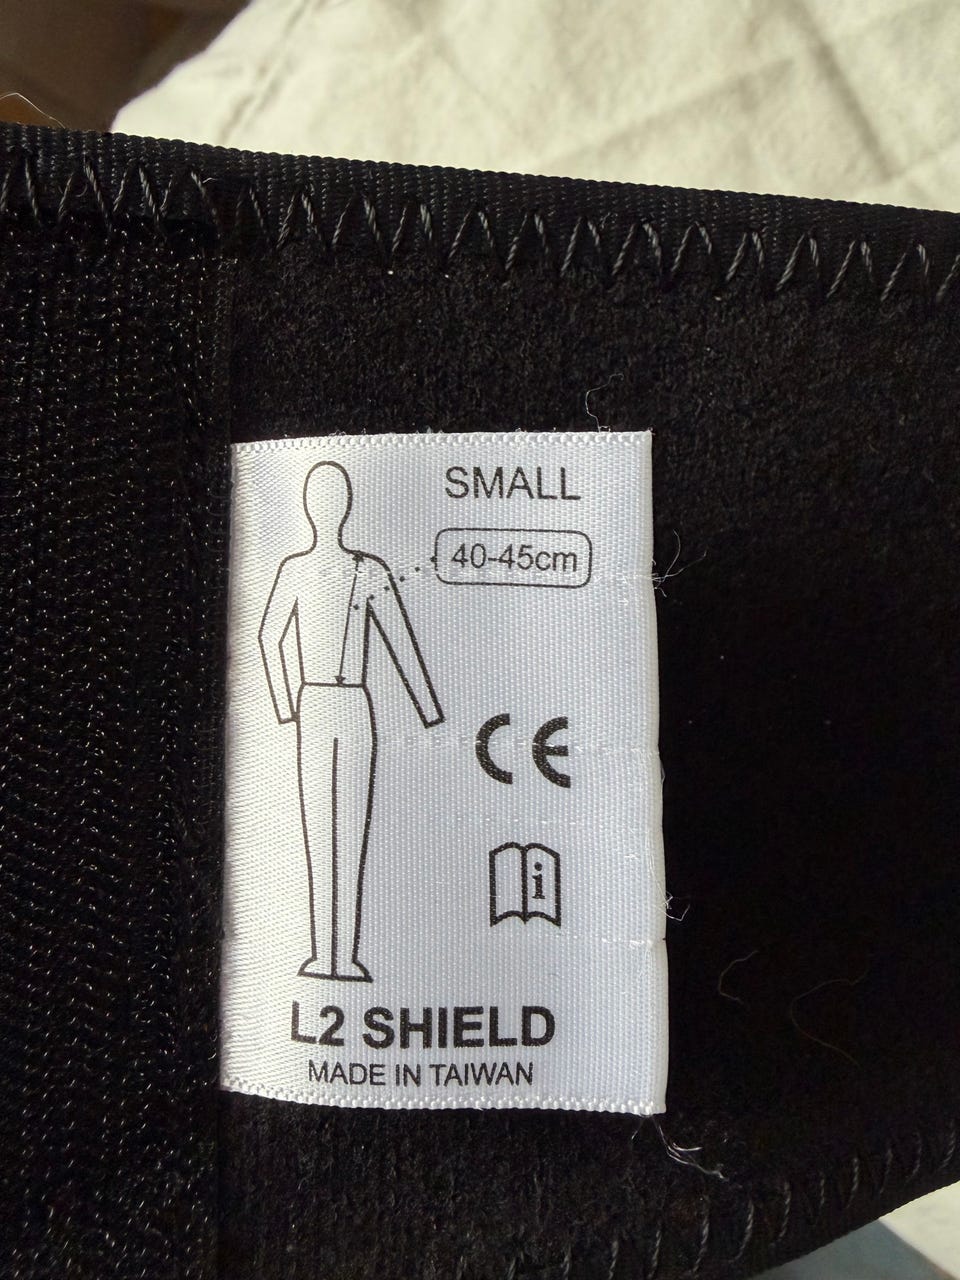 SMALL
40-45cm
CE
i
L2 SHIELD
MADE IN TAIWAN